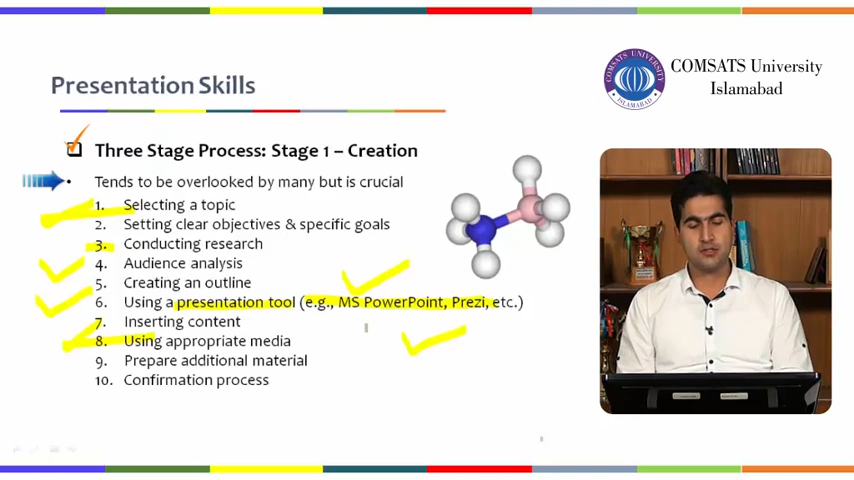 Presentation Skills
COMSATS University
Islamabad
COMSATS UNIVERSITY
ISLAMABAD
Three Stage Process: Stage 1 – Creation
• Tends to be overlooked by many but is crucial
1. Selecting a topic
2. Setting clear objectives & specific goals
3. Conducting research
4. Audience analysis
5. Creating an outline
6. Using a presentation tool (e.g., MS PowerPoint, Prezi, etc.)
7. Inserting content
8. Using appropriate media
9. Prepare additional material
10. Confirmation process